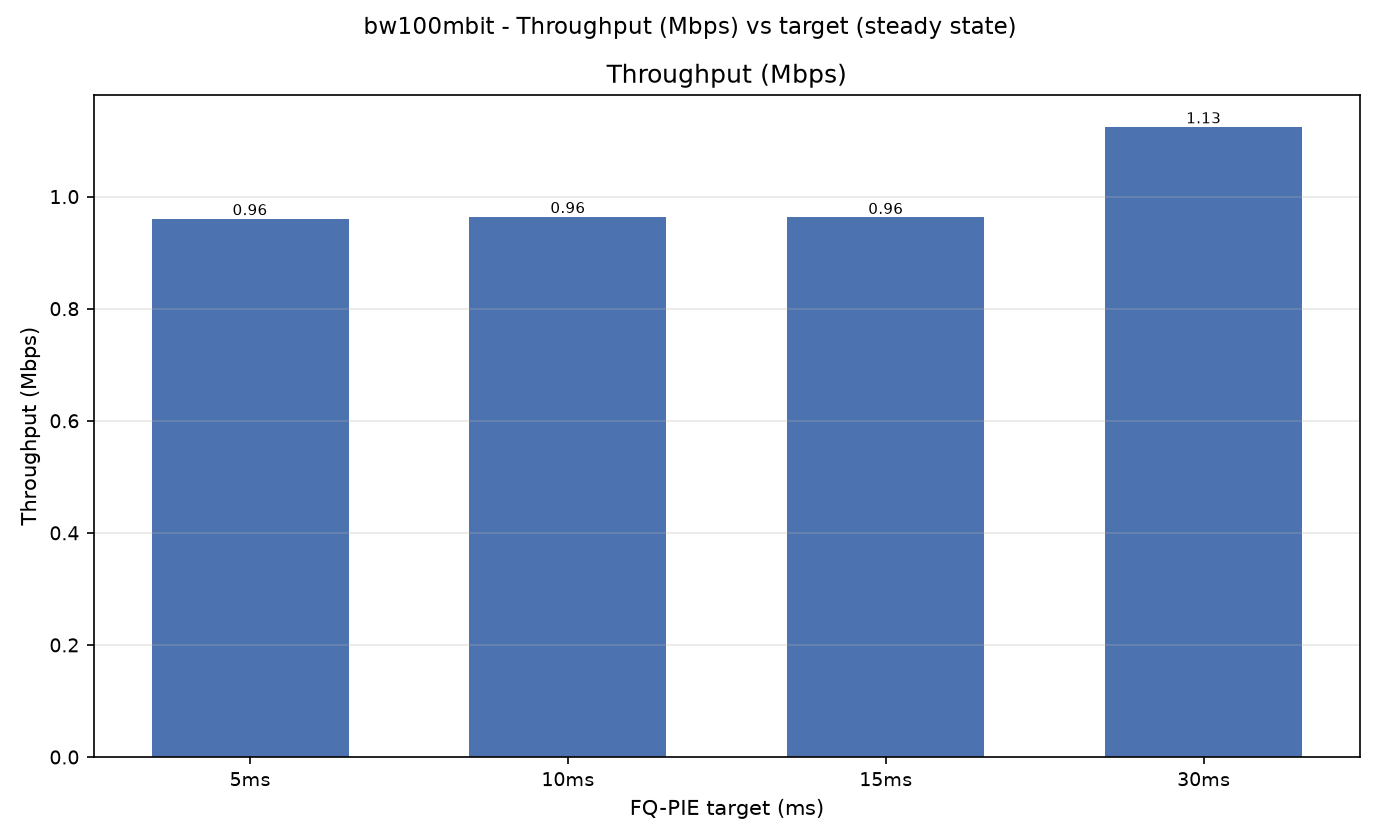 bw100mbit - Throughput (Mbps) vs target (steady state)
Throughput (Mbps)
1.13
0.96
0.96
0.96
1.0
0.8
0.6
0.4
0.2
0.0
Throughput (Mbps)
5ms
10ms
15ms
30ms
FQ-PIE target (ms)